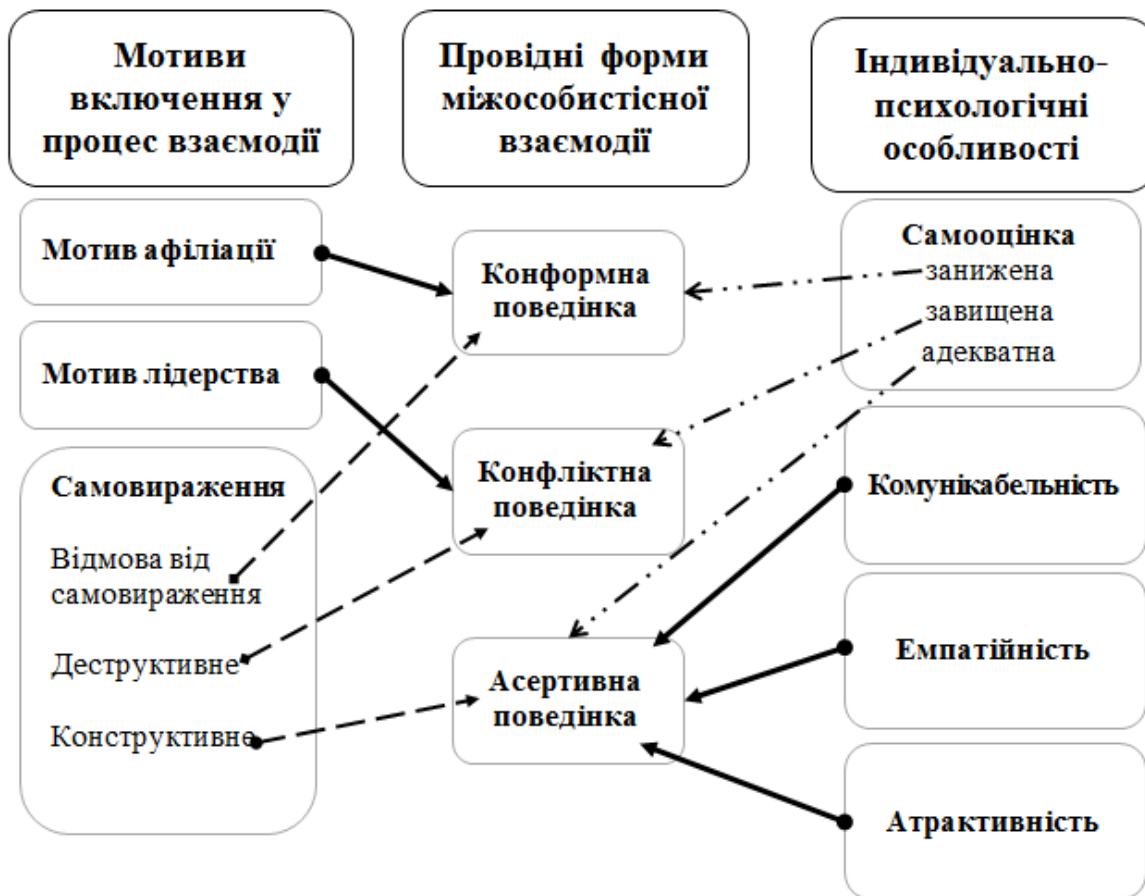 Мотиви
включення у
процес взаємодії
Провідні форми
міжособистісної
взаємодії
Індивідуально-
психологічні
особливості
Мотив афіліації
Мотив лідерства
Самовираження
Відмова від
самовираження
Деструктивне
Конструктивне
Конформна
поведінка
Конфліктна
поведінка
Асертивна
поведінка
Самооцінка
занижена
завищена
адекватна
Комунікабельність
Емпатійність
Атрактивність